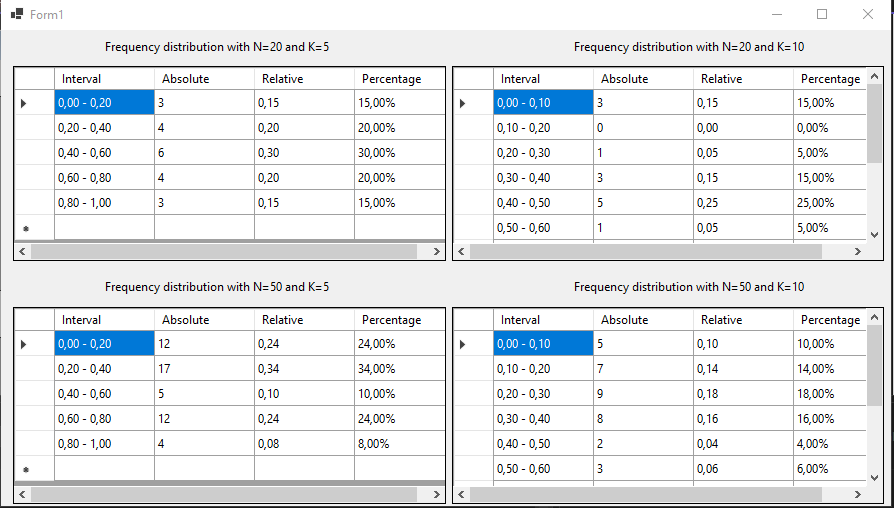 Form1
Frequency distribution with N=20 and K=5
Interval Absolute Relative Percentage
0,00 - 0,20 3 0,15 15,00%
0,20 - 0,40 4 0,20 20,00%
0,40 - 0,60 6 0,30 30,00%
0,60 - 0,80 4 0,20 20,00%
0,80 - 1,00 3 0,15 15,00%
Frequency distribution with N=20 and K=10
Interval Absolute Relative Percentage
0,00 - 0,10 3 0,15 15,00%
0,10 - 0,20 0 0,00 0,00%
0,20 - 0,30 1 0,05 5,00%
0,30 - 0,40 3 0,15 15,00%
0,40 - 0,50 5 0,25 25,00%
0,50 - 0,60 1 0,05 5,00%
Frequency distribution with N=50 and K=5
Interval Absolute Relative Percentage
0,00 - 0,20 12 0,24 24,00%
0,20 - 0,40 17 0,34 34,00%
0,40 - 0,60 5 0,10 10,00%
0,60 - 0,80 12 0,24 24,00%
0,80 - 1,00 4 0,08 8,00%
Frequency distribution with N=50 and K=10
Interval Absolute Relative Percentage
0,00 - 0,10 5 0,10 10,00%
0,10 - 0,20 7 0,14 14,00%
0,20 - 0,30 9 0,18 18,00%
0,30 - 0,40 8 0,16 16,00%
0,40 - 0,50 2 0,04 4,00%
0,50 - 0,60 3 0,06 6,00%